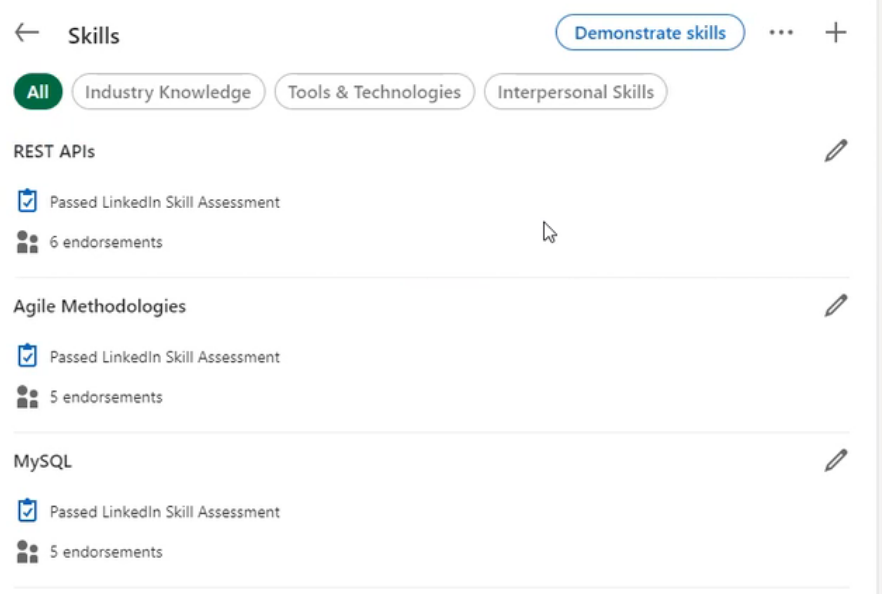 Skills
Demonstrate skills
All
Industry Knowledge
Tools & Technologies
Interpersonal Skills
REST APIs
Passed LinkedIn Skill Assessment
6 endorsements
Agile Methodologies
Passed LinkedIn Skill Assessment
5 endorsements
MySQL
Passed LinkedIn Skill Assessment
5 endorsements